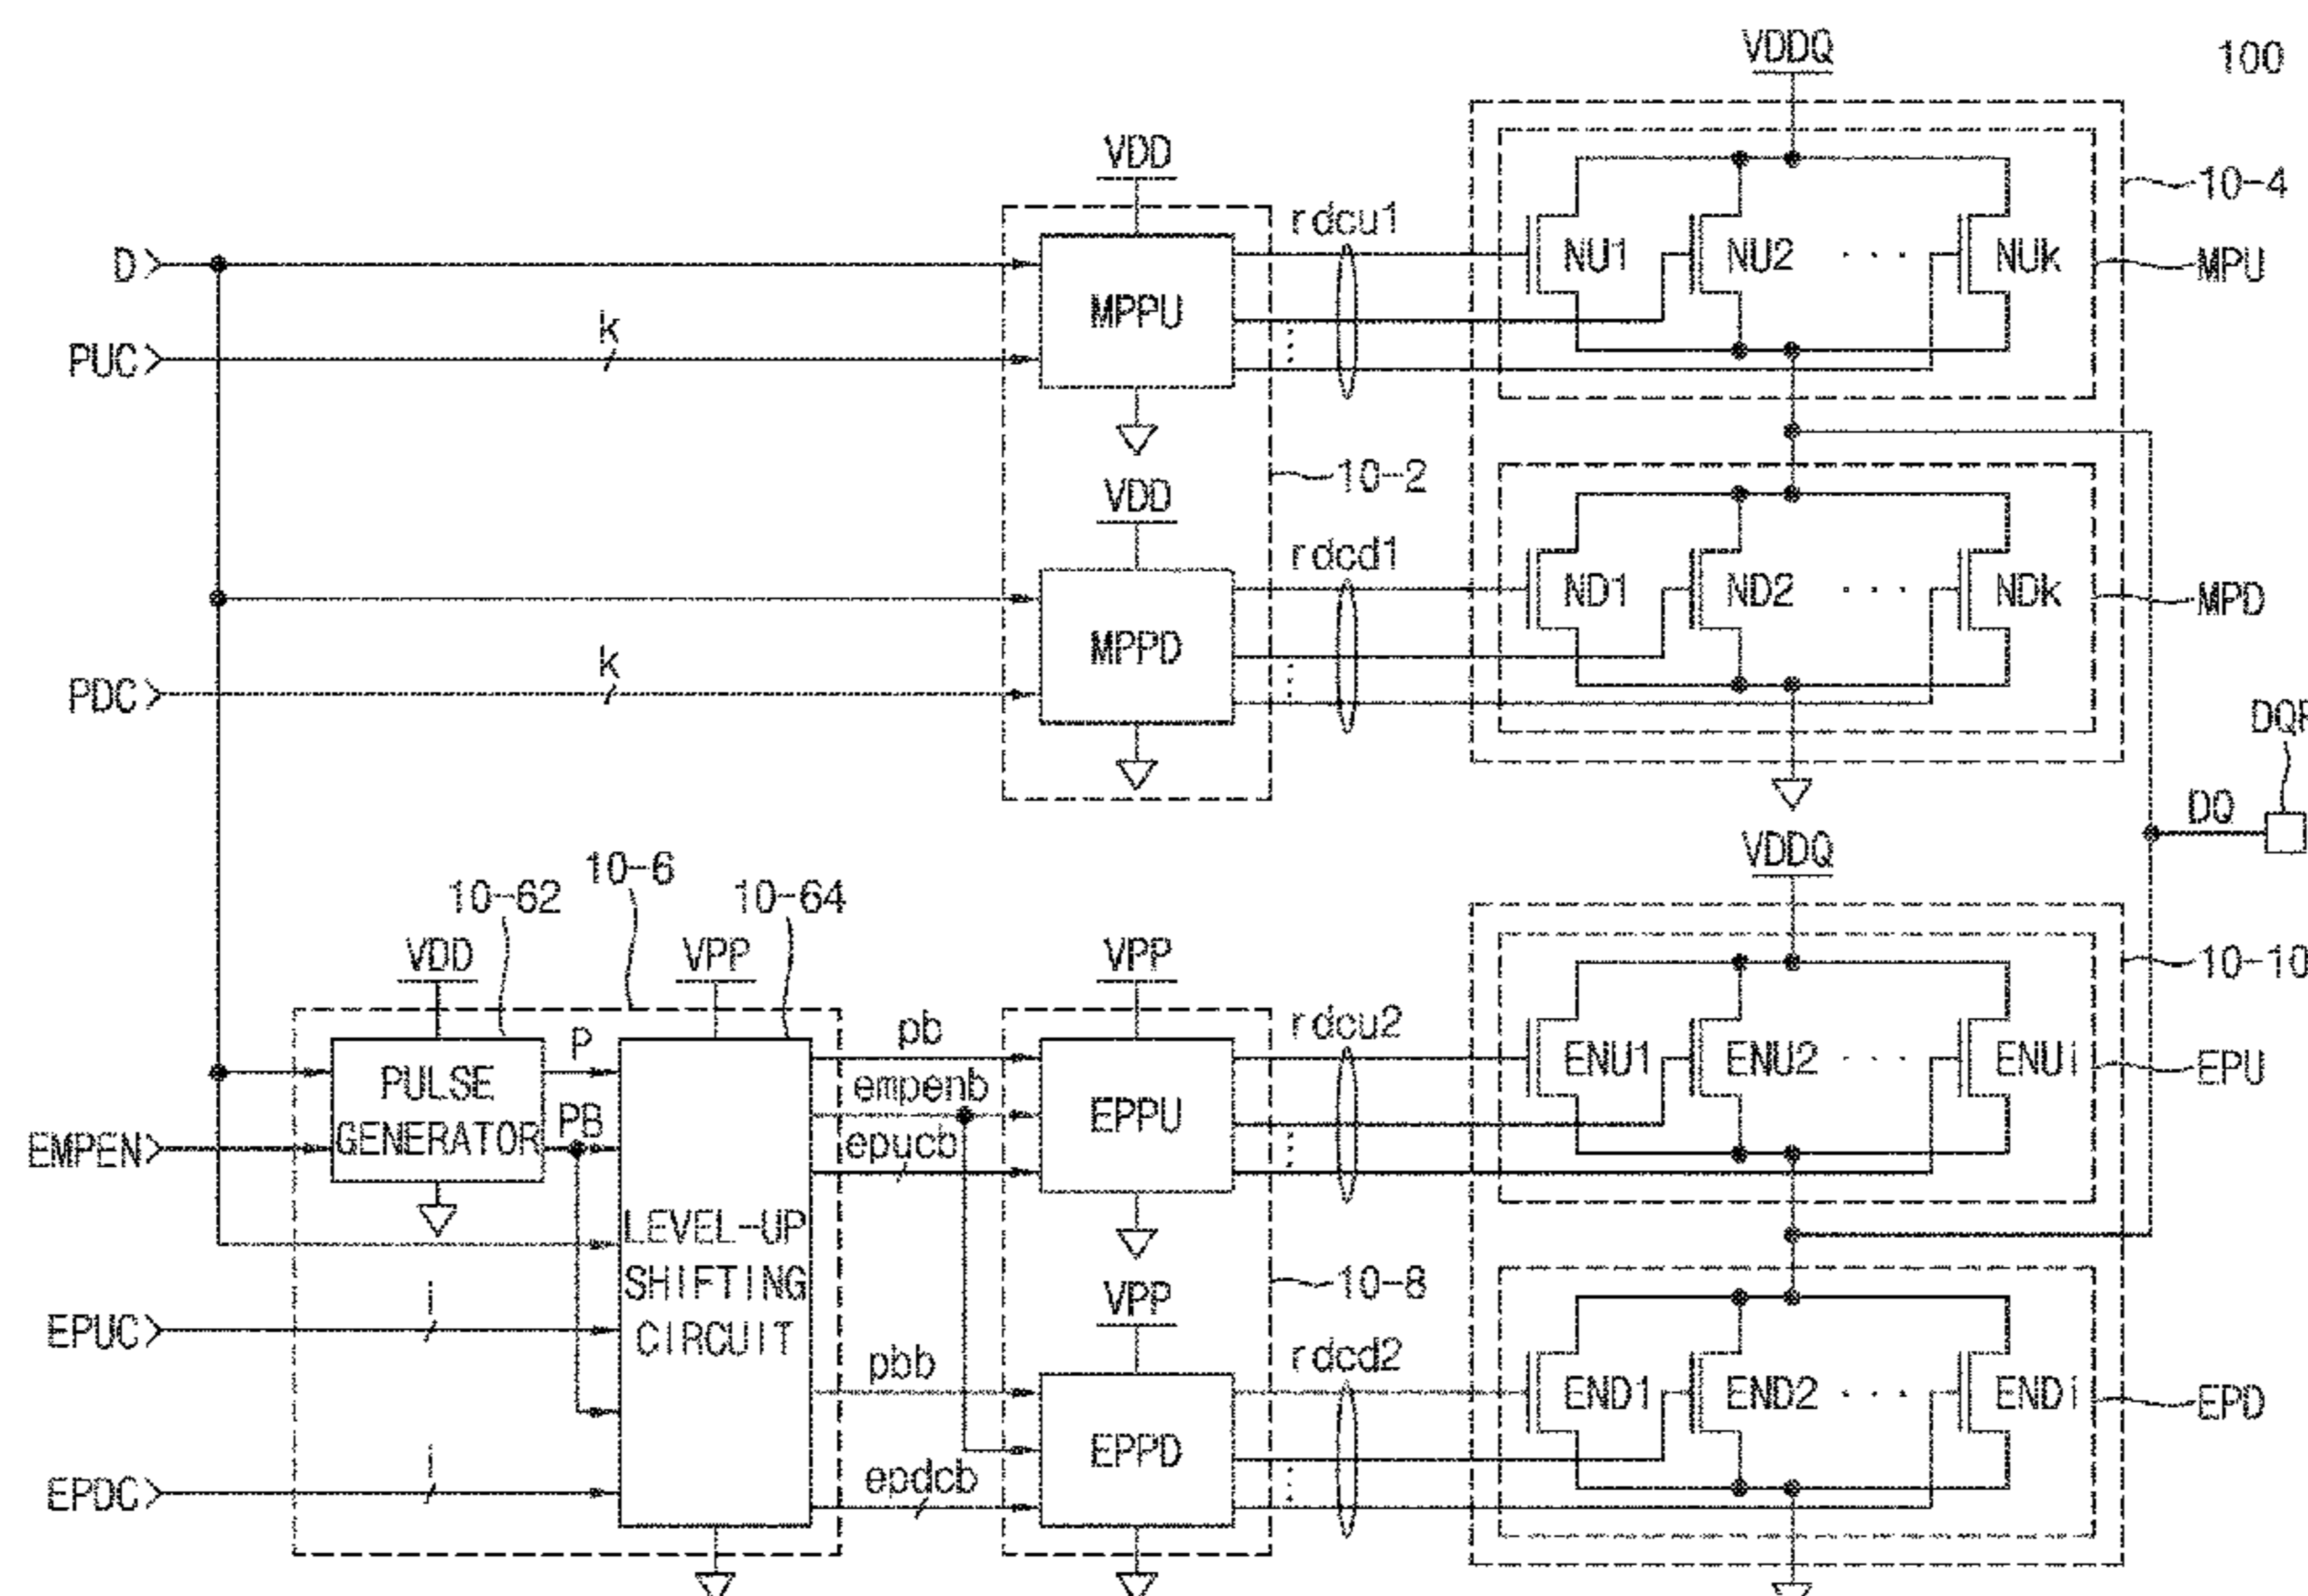 VDDQ
100
VDD
10-4
rdcu1
D
NU1 NU2 · · · NUk
MPU
MPPU
k
PUC
10-2
VDD
rdcd1
ND1 ND2 · · · NDk
MPD
MPPD
k
PDC
DQ
VDDQ
10-6
10-62
10-64
VDD
VPP
VPP
10-10
rdcu2
pb
P
PULSE
GENERATOR
empenb
ENU1 ENU2 · · · ENUi
EPU
EPPU
PB
EMPEN
epucb
LEVEL-UP
SHIFTING
CIRCUIT
10-8
VPP
i
EPUC
pbb
rdcd2
END1 END2 · · · ENDi
EPD
EPPD
i
EPDC
epdcb